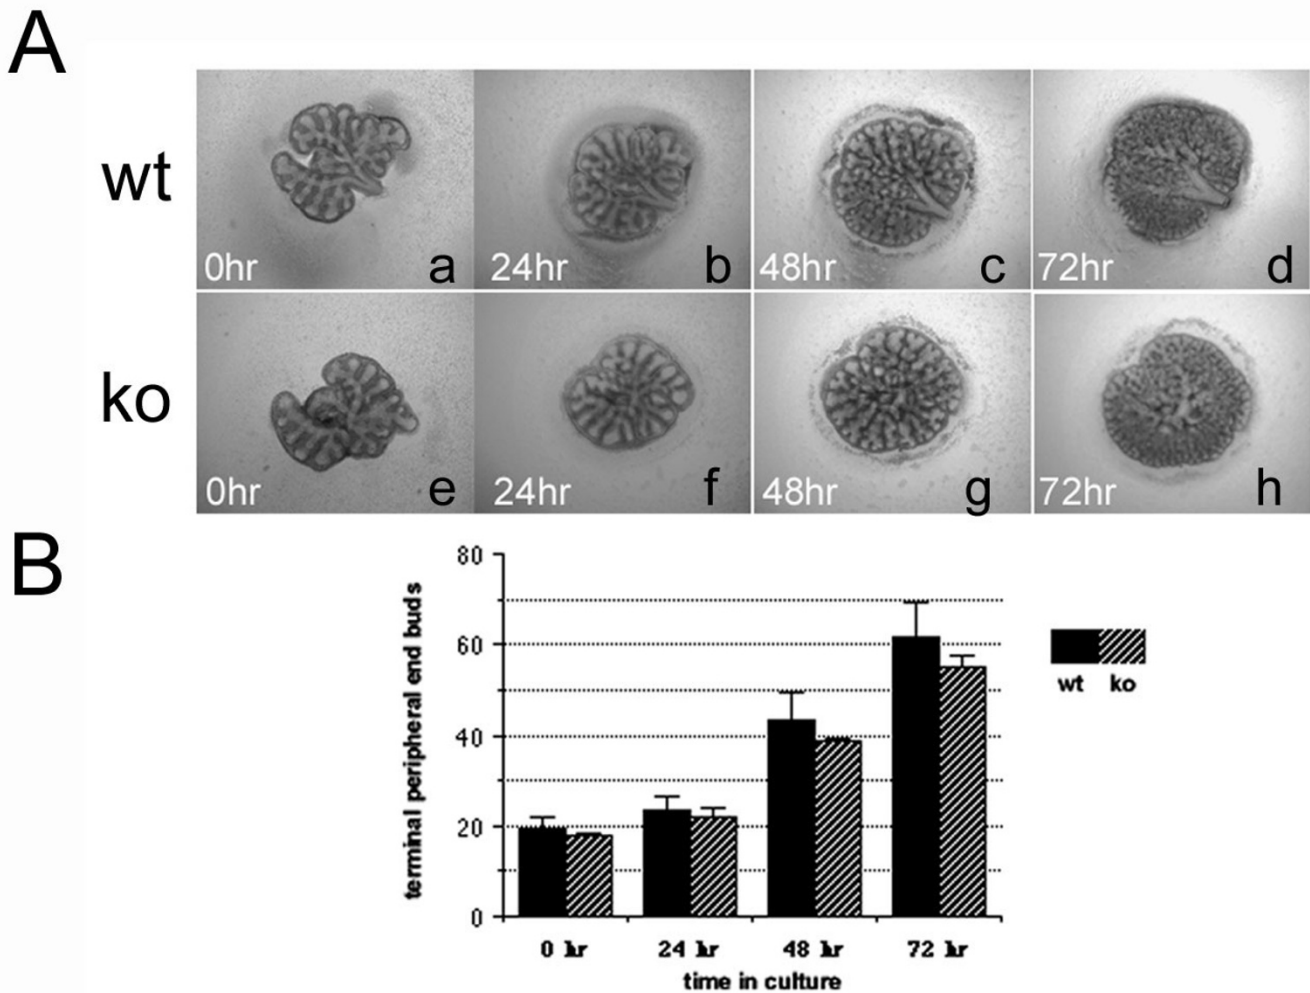 A
wt
0hr a
24hr b
48hr c
72hr d
ko
0hr e
24hr f
48hr g
72hr h
B
terminal peripheral end buds
80
60
40
20
0
0 hr
24 hr
48 hr
72 hr
time in culture
wt ko